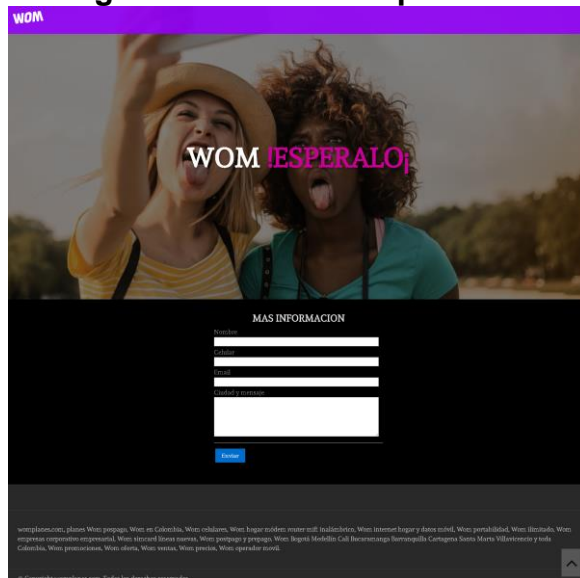 WOM
WOM !ESPERALO¡
MAS INFORMACION
Nombre
Celular
Email
Ciudad y mensaje
Enviar
womplanes.com, planes Wom pospago, Wom en Colombia, Wom celulares, Wom hogar módem router mifi inalámbrico, Wom internet hogar y datos móvil, Wom portabilidad, Wom ilimitado, Wom
empresas corporativo empresarial, Wom simcard lineas nuevas, Wom postpago y prepago, Wom Bogotá Medellín Cali Bucaramanga Barranquilla Cartagena Santa Marta Villavicencio y toda
Colombia, Wom promociones, Wom oferta, Wom ventas, Wom precios, Wom operador movil.